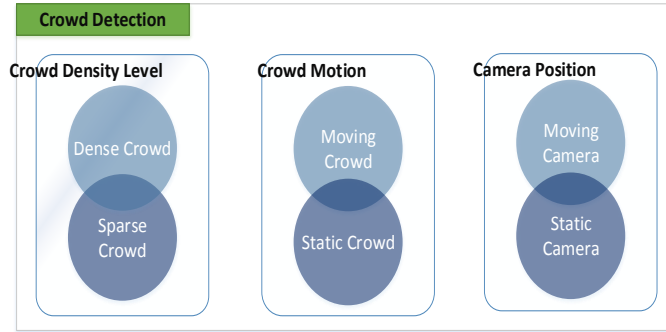 Crowd Detection
Crowd Density Level
Dense Crowd
Sparse
Crowd
Crowd Motion
Moving
Crowd
Static Crowd
Camera Position
Moving
Camera
Static
Camera